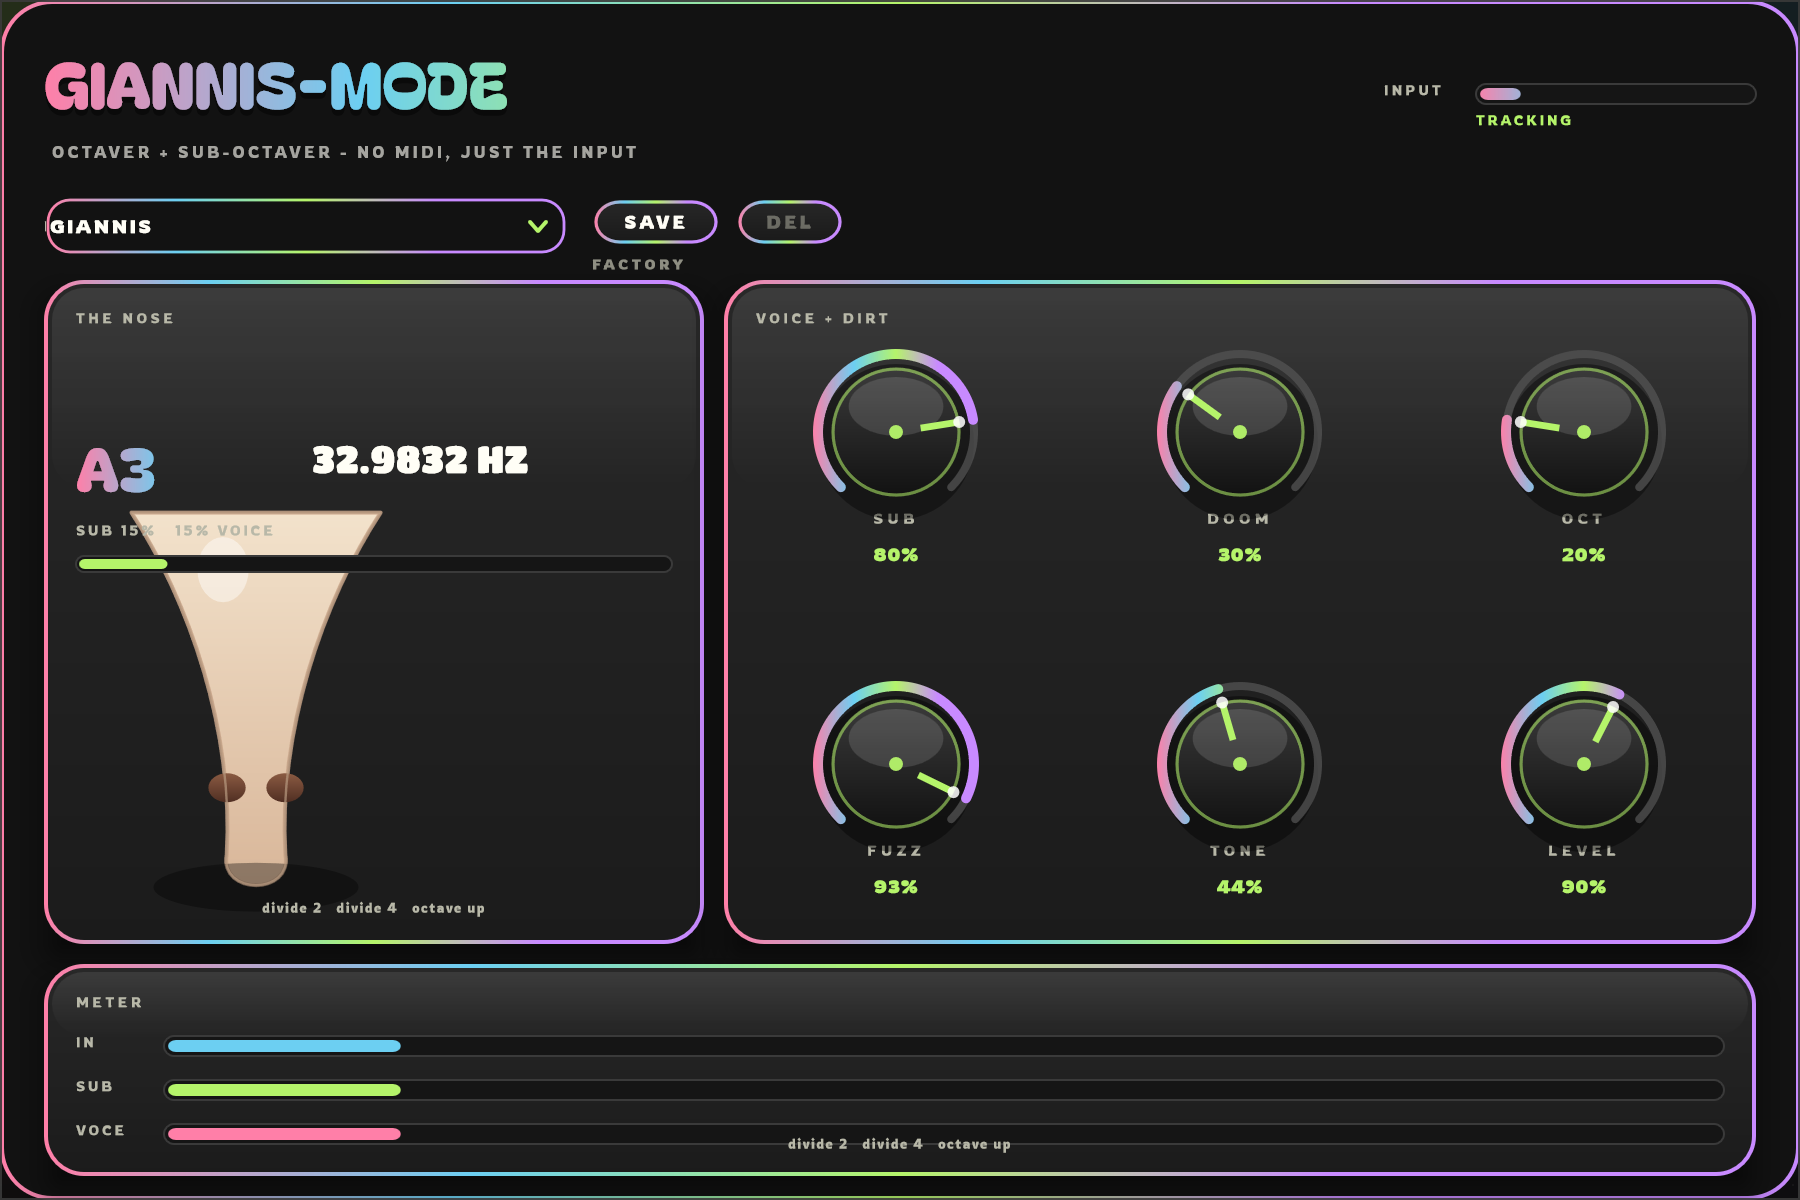 GIANNIS-MODE
INPUT
TRACKING
OCTAVER + SUB-OCTAVER - NO MIDI, JUST THE INPUT
GIANNIS
SAVE
DEL
FACTORY
THE NOSE
A3
32.9832 HZ
SUB 15% 15% VOICE
divide 2 divide 4 octave up
VOICE + DIRT
SUB
80%
DOOM
30%
OCT
20%
FUZZ
93%
TONE
44%
LEVEL
90%
METER
IN
SUB
VOCE
divide 2 divide 4 octave up